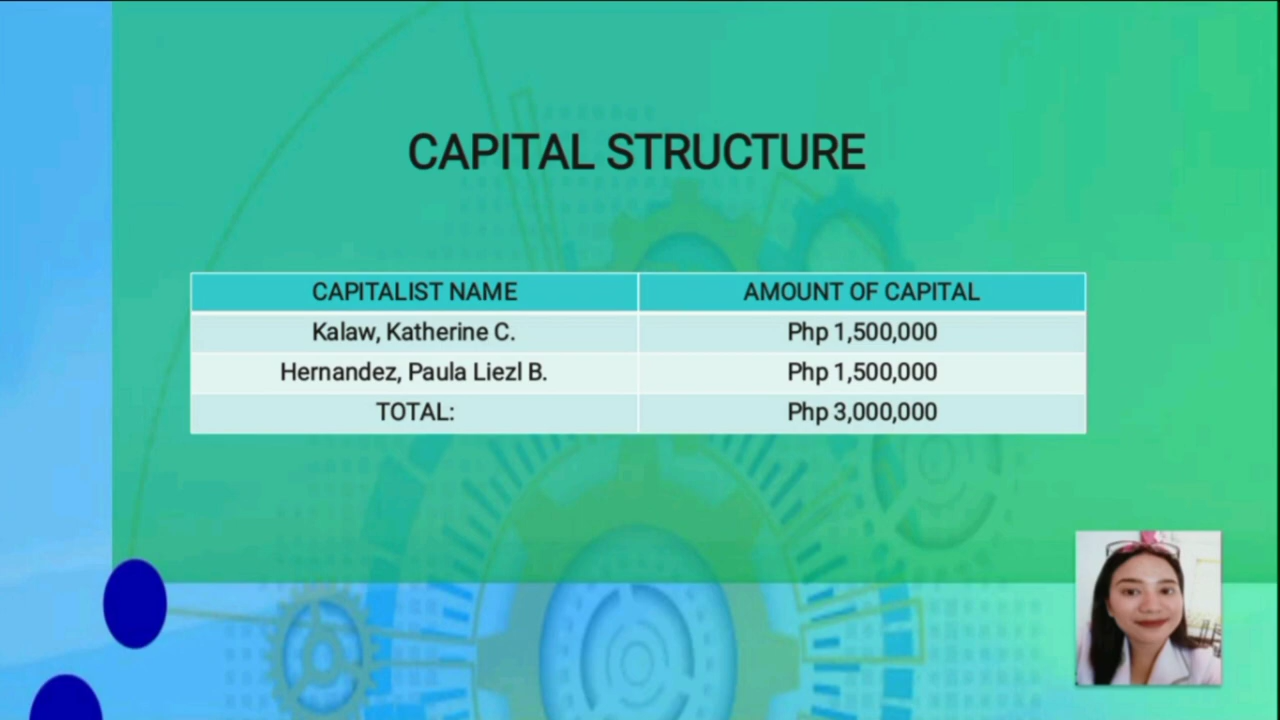 CAPITAL STRUCTURE
CAPITALIST NAME AMOUNT OF CAPITAL
Kalaw, Katherine C. Php 1,500,000
Hernandez, Paula Liezl B. Php 1,500,000
TOTAL: Php 3,000,000